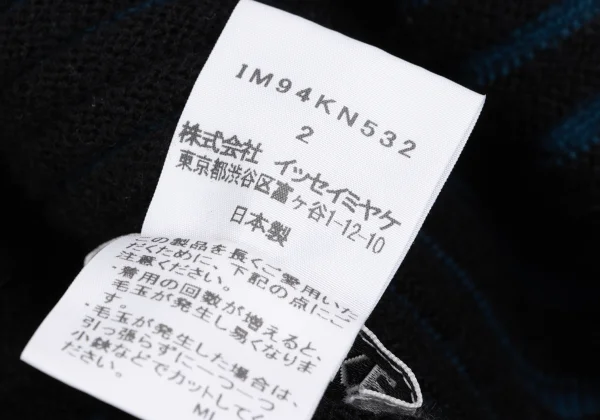 IM94KN532
2
株式会社 イッセイミヤケ
東京都渋谷区富ヶ谷1-12-10
日本製
この製品を長くご愛用いた
だくために、下記の点にご
注意ください。
・着用の回数が増えると、
毛玉が発生し易くなりま
す。
・毛玉が発生した場合は、
引っ張らずに一つ一つ
小鋏などでカットしてく
ださい。